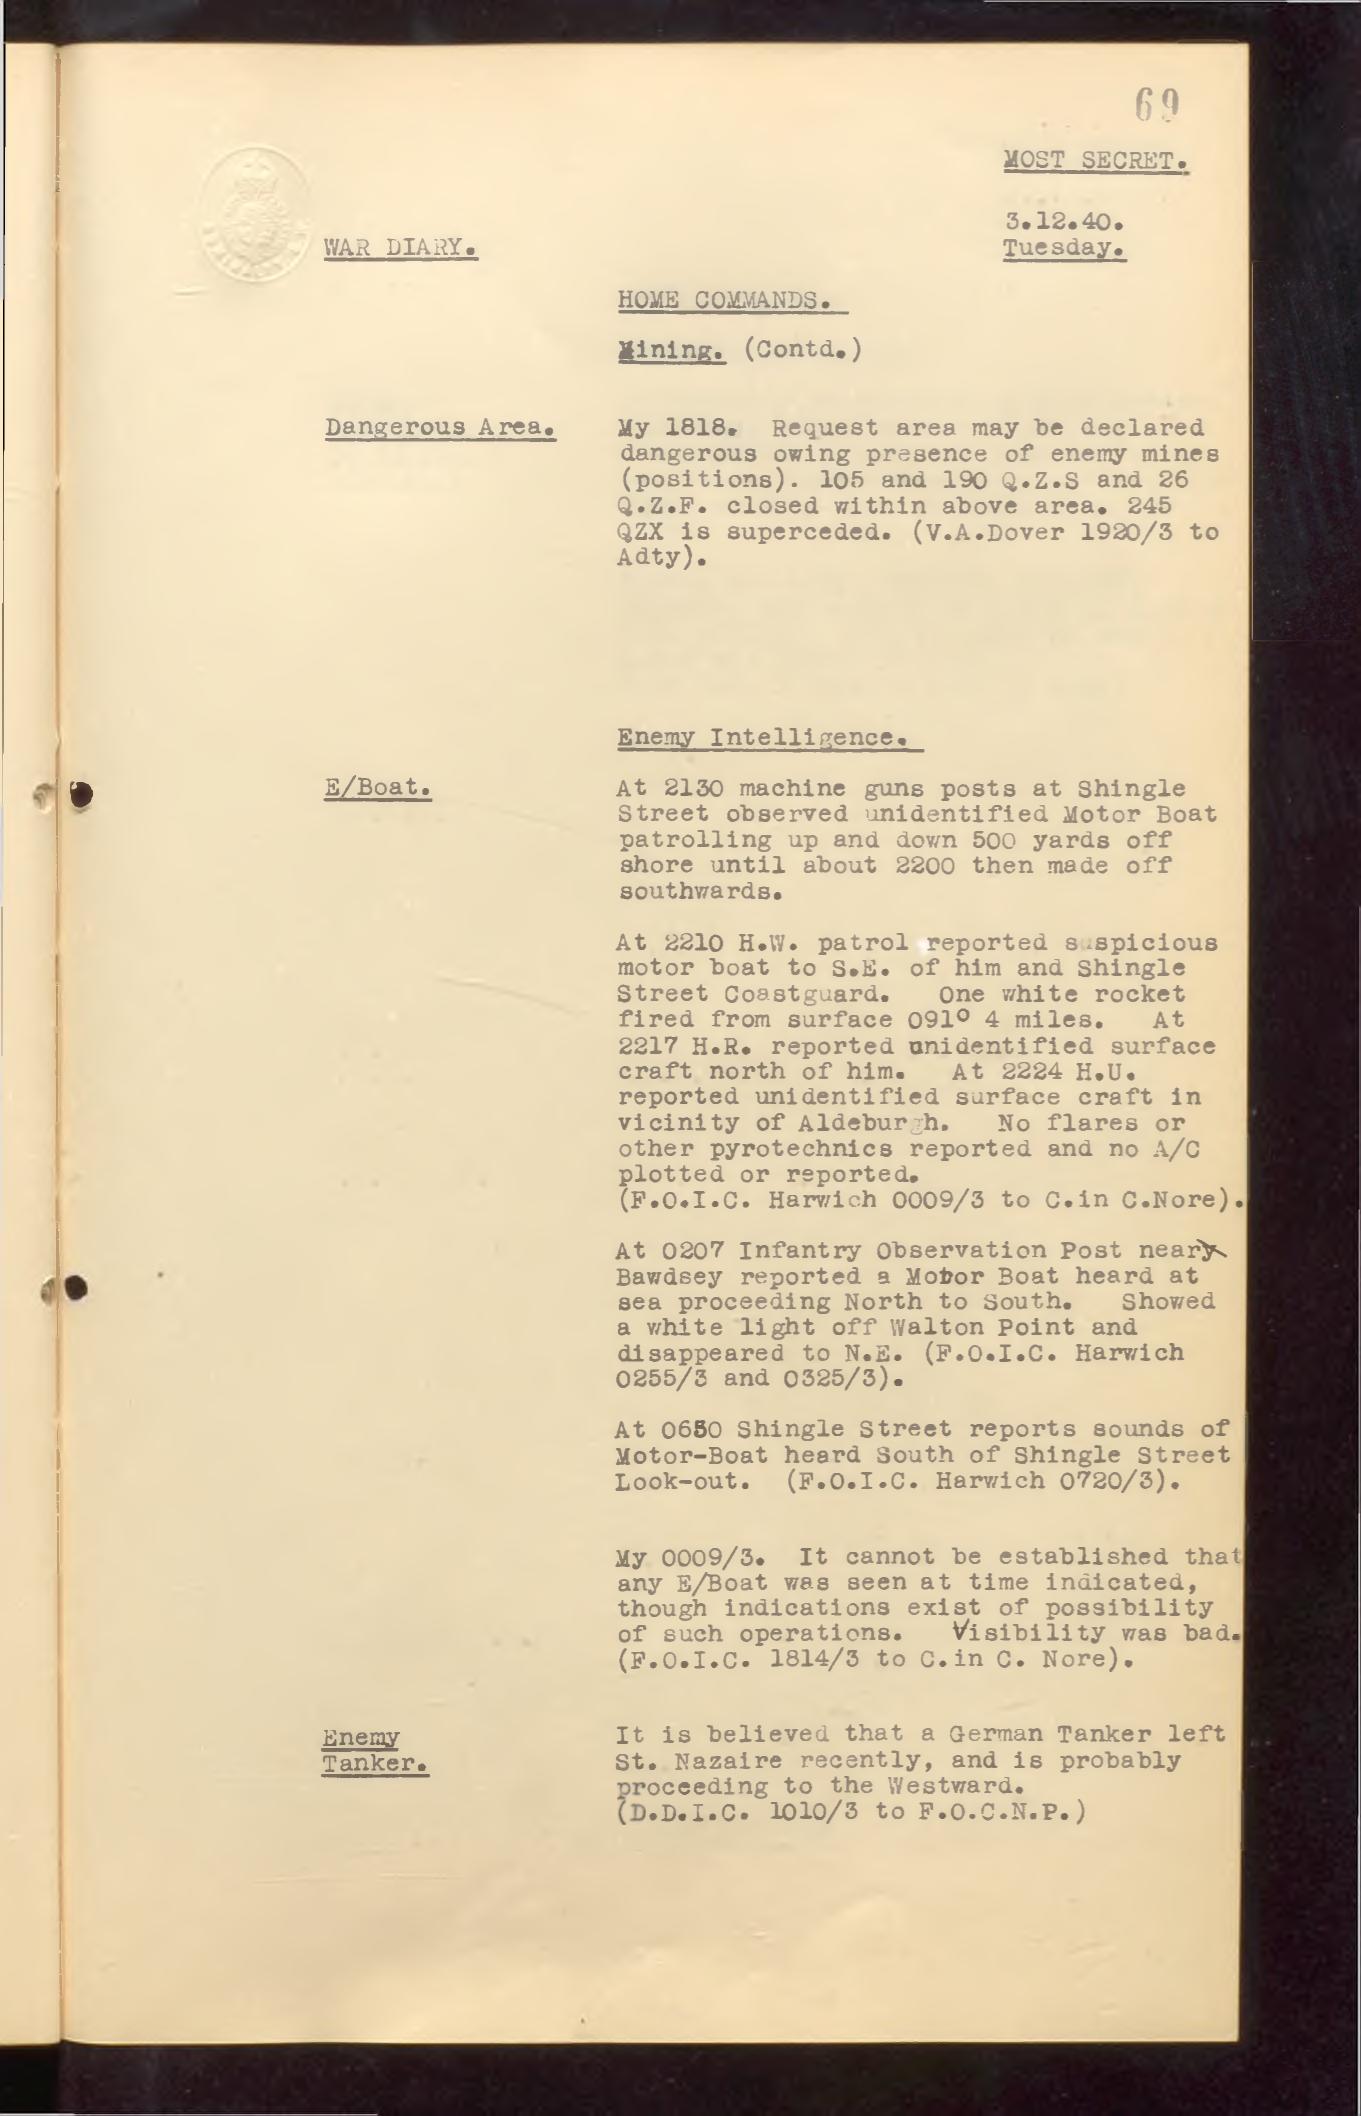 69
MOST SECRET.
3.12.40.
Tuesday.
WAR DIARY.
HOME COMMANDS.
Mining. (Contd.)
Dangerous Area.
My 1818. Request area may be declared
dangerous owing presence of enemy mines
(positions). 105 and 190 Q.Z.S and 26
Q.Z.F. closed within above area. 245
QZX is superceded. (V.A.Dover 1920/3 to
Adty).
Enemy Intelligence.
E/Boat.
At 2130 machine guns posts at Shingle
Street observed unidentified Motor Boat
patrolling up and down 500 yards off
shore until about 2200 then made off
southwards.
At 2210 H.W. patrol reported suspicious
motor boat to S.E. of him and Shingle
Street Coastguard. One white rocket
fired from surface 091° 4 miles. At
2217 H.R. reported unidentified surface
craft north of him. At 2224 H.U.
reported unidentified surface craft in
vicinity of Aldeburgh. No flares or
other pyrotechnics reported and no A/C
plotted or reported.
(F.O.I.C. Harwich 0009/3 to C.in C.Nore).
At 0207 Infantry Observation Post near
Bawdsey reported a Motor Boat heard at
sea proceeding North to South. Showed
a white light off Walton Point and
disappeared to N.E. (F.O.I.C. Harwich
0255/3 and 0325/3).
At Shingle Street reports sounds of
Motor-Boat heard South of Shingle Street
Look-out. (F.O.I.C. Harwich 0720/3).
My 0009/3. It cannot be established that
any E/Boat was seen at time indicated,
though indications exist of possibility
of such operations. Visibility was bad.
(F.O.I.C. 1814/3 to C.in C. Nore).
Enemy
Tanker.
It is believed that a German Tanker left
St. Nazaire recently, and is probably
proceeding to the Westward.
(D.D.I.C. 1010/3 to F.O.C.N.P.)